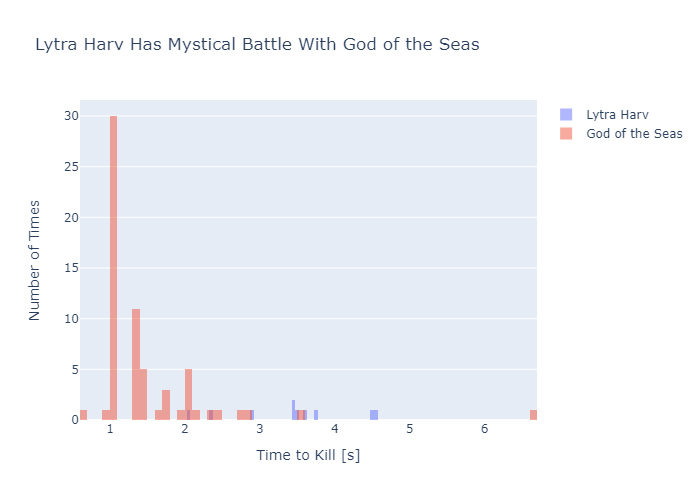 Lytra Harv Has Mystical Battle With God of the Seas
Lytra Harv
God of the Seas
Number of Times
30
25
20
15
10
5
0
1 2 3 4 5 6
Time to Kill [s]